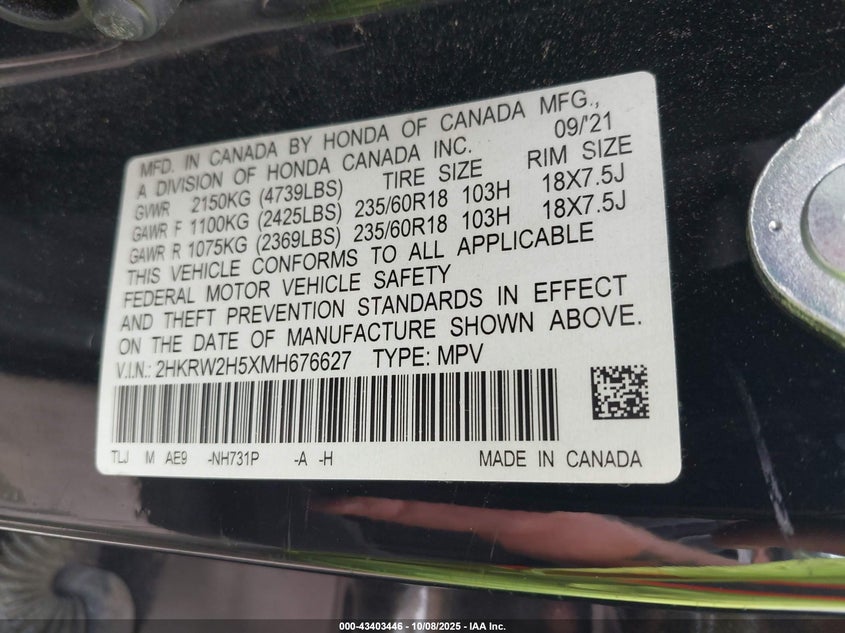 MFD. IN CANADA BY HONDA OF CANADA MFG.,
A DIVISION OF HONDA CANADA INC. 09/'21
GVWR 2150KG (4739LBS) TIRE SIZE RIM SIZE
GAWR F 1100KG (2425LBS) 235/60R18 103H 18X7.5J
GAWR R 1075KG (2369LBS) 235/60R18 103H 18X7.5J
THIS VEHICLE CONFORMS TO ALL APPLICABLE
FEDERAL MOTOR VEHICLE SAFETY
AND THEFT PREVENTION STANDARDS IN EFFECT
ON THE DATE OF MANUFACTURE SHOWN ABOVE.
V.I.N.: 2HKRW2H5XMH676627 TYPE: MPV
TLJ M AE9 -NH731P -A -H MADE IN CANADA
000-43403446 - 10/08/2025 - IAA Inc.